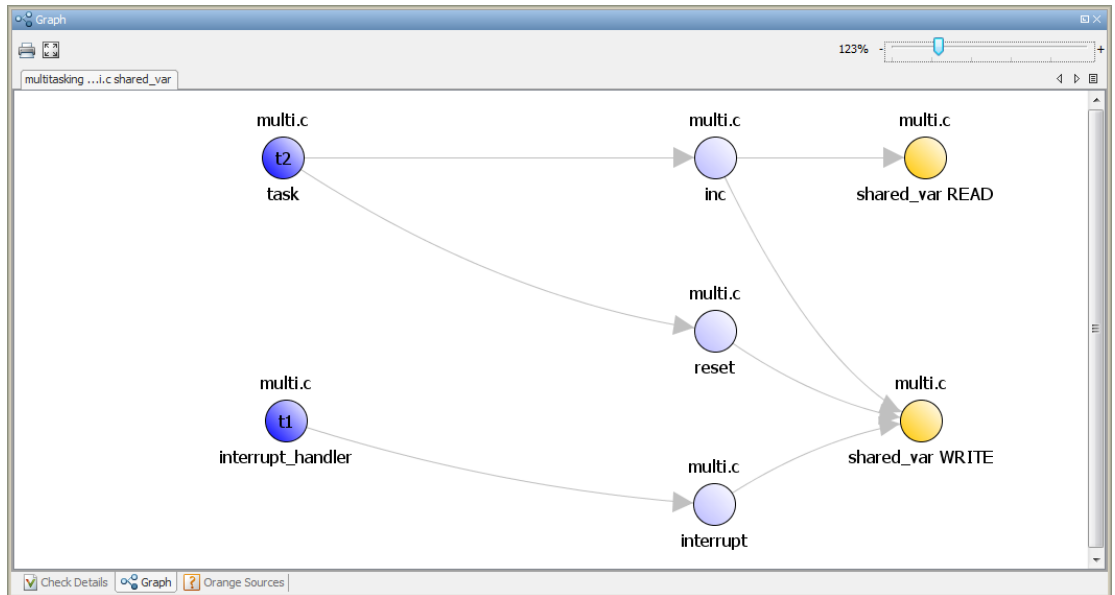 Graph
123% - +
multitasking ...i.c shared_var
multi.c
t2
task
multi.c
inc
multi.c
shared_var READ
multi.c
reset
multi.c
t1
interrupt_handler
multi.c
shared_var WRITE
multi.c
interrupt
Check Details Graph Orange Sources